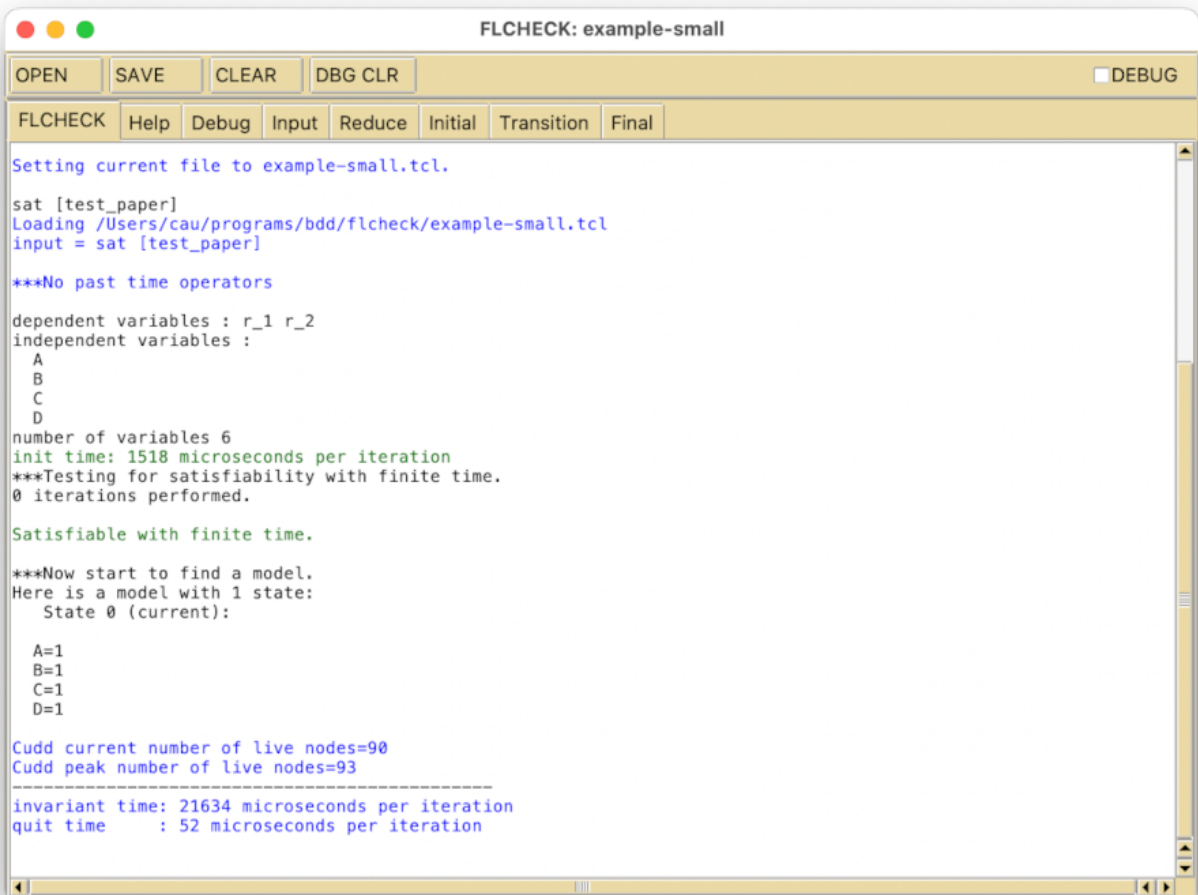 FLCHECK: example-small
OPEN SAVE CLEAR DBG CLR DEBUG
FLCHECK Help Debug Input Reduce Initial Transition Final
Setting current file to example-small.tcl.
sat [test_paper]
Loading /Users/cau/programs/bdd/flcheck/example-small.tcl
input = sat [test_paper]
***No past time operators
dependent variables : r_1 r_2
independent variables :
A
B
C
D
number of variables 6
init time: 1518 microseconds per iteration
***Testing for satisfiability with finite time.
0 iterations performed.
Satisfiable with finite time.
***Now start to find a model.
Here is a model with 1 state:
State 0 (current):
A=1
B=1
C=1
D=1
Cudd current number of live nodes=90
Cudd peak number of live nodes=93
----------------------------------------------
invariant time: 21634 microseconds per iteration
quit time     : 52 microseconds per iteration